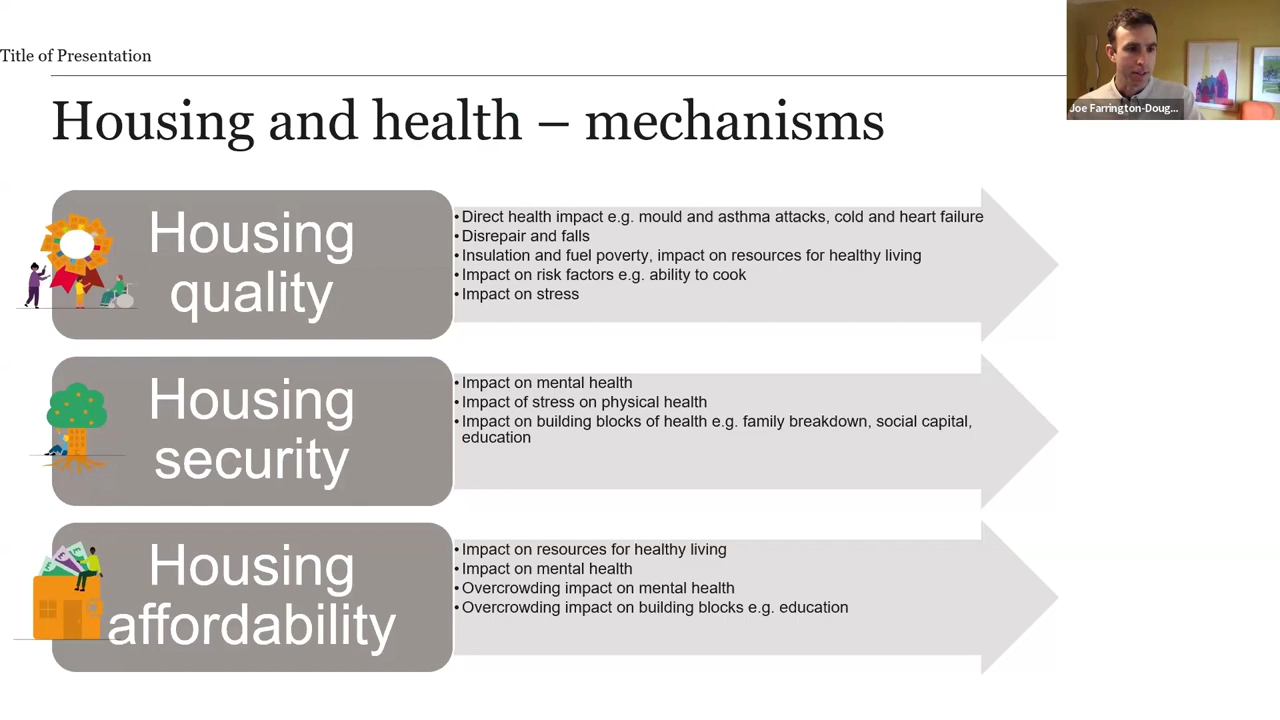 Title of Presentation
Joe Farrington-Doug...
Housing and health – mechanisms
Housing
quality
•Direct health impact e.g. mould and asthma attacks, cold and heart failure
•Disrepair and falls
•Insulation and fuel poverty, impact on resources for healthy living
•Impact on risk factors e.g. ability to cook
•Impact on stress
Housing
security
•Impact on mental health
•Impact of stress on physical health
•Impact on building blocks of health e.g. family breakdown, social capital,
education
Housing
affordability
•Impact on resources for healthy living
•Impact on mental health
•Overcrowding impact on mental health
•Overcrowding impact on building blocks e.g. education